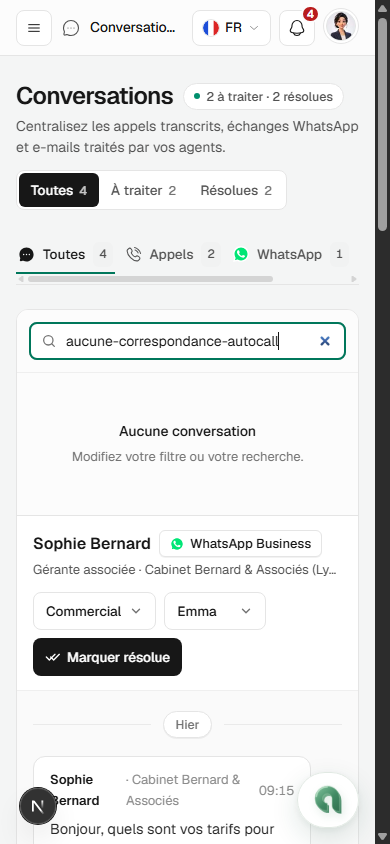 Conversatio...
FR
4
Conversations
2 à traiter · 2 résolues
Centralisez les appels transcrits, échanges WhatsApp
et e-mails traités par vos agents.
Toutes 4
À traiter 2
Résolues 2
Toutes 4
Appels 2
WhatsApp 1
aucune-correspondance-autocall
Aucune conversation
Modifiez votre filtre ou votre recherche.
Sophie Bernard
WhatsApp Business
Gérante associée · Cabinet Bernard & Associés (Ly...
Commercial
Emma
Marquer résolue
Hier
Sophie Bernard
· Cabinet Bernard & Associés
09:15
N
Bonjour, quels sont vos tarifs pour